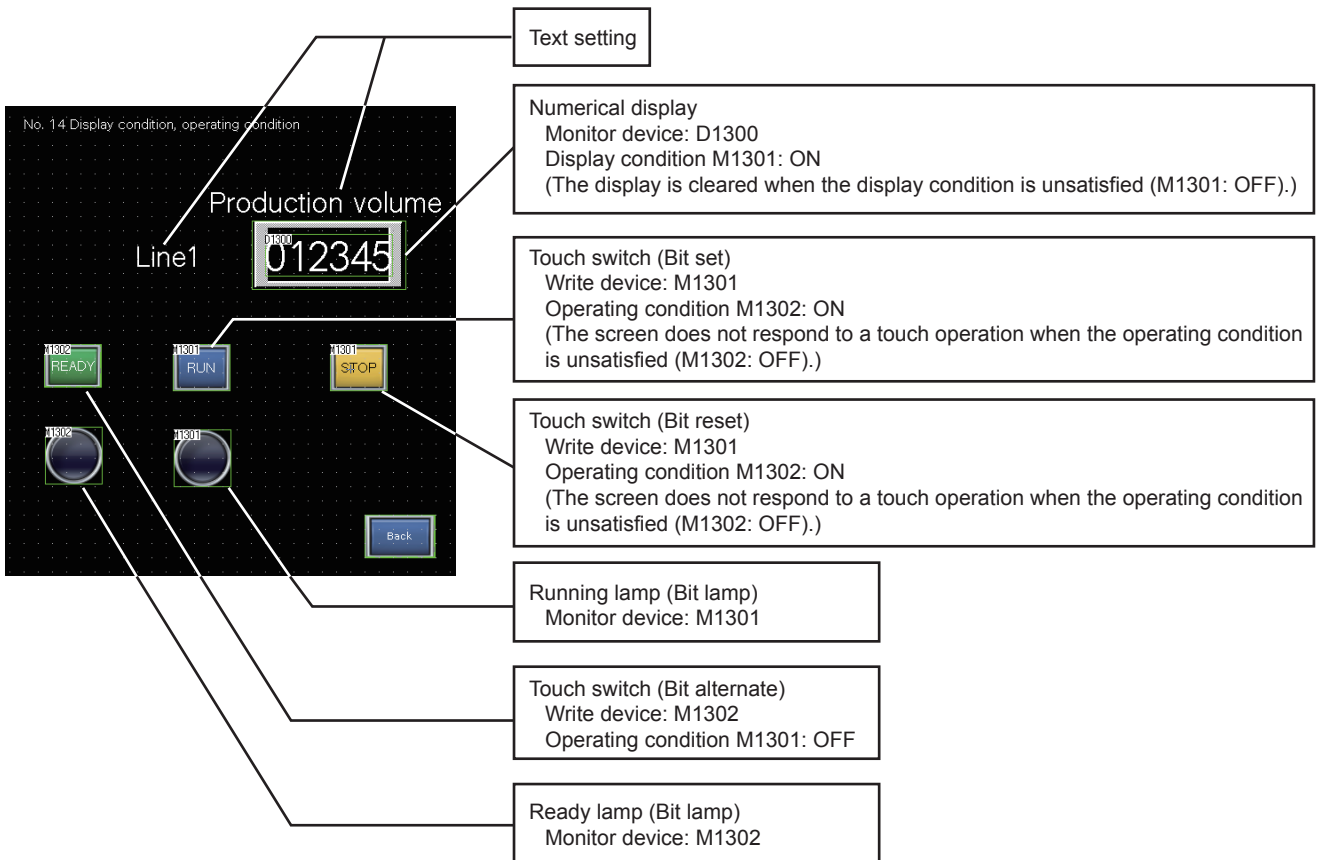 Text setting
No. 14 Display condition, operating condition
Production volume
Line1
D1300
012345
M1302
READY
M1301
RUN
M1301
STOP
M1302
M1301
Back
Numerical display
Monitor device: D1300
Display condition M1301: ON
(The display is cleared when the display condition is unsatisfied (M1301: OFF).)
Touch switch (Bit set)
Write device: M1301
Operating condition M1302: ON
(The screen does not respond to a touch operation when the operating condition
is unsatisfied (M1302: OFF).)
Touch switch (Bit reset)
Write device: M1301
Operating condition M1302: ON
(The screen does not respond to a touch operation when the operating condition
is unsatisfied (M1302: OFF).)
Running lamp (Bit lamp)
Monitor device: M1301
Touch switch (Bit alternate)
Write device: M1302
Operating condition M1301: OFF
Ready lamp (Bit lamp)
Monitor device: M1302